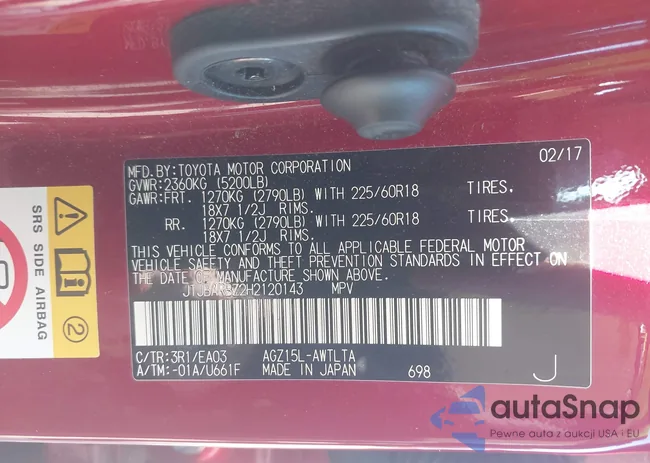 MFD.BY:TOYOTA MOTOR CORPORATION 02/17
GVWR:2360KG (5200LB)
GAWR:FRT. 1270KG (2790LB) WITH 225/60R18 TIRES,
18X7 1/2J RIMS.
RR. 1270KG (2790LB) WITH 225/60R18 TIRES,
18X7 1/2J RIMS.
THIS VEHICLE CONFORMS TO ALL APPLICABLE FEDERAL MOTOR
VEHICLE SAFETY AND THEFT PREVENTION STANDARDS IN EFFECT ON
THE DATE OF MANUFACTURE SHOWN ABOVE.
MPV
C/TR:3R1/EA03 AGZ15L-AWTLTA
A/TM:-01A/U661F MADE IN JAPAN 698 J
SRS SIDE AIRBAG
2
autoSnap
Pewne auta z aukcji USA i EU